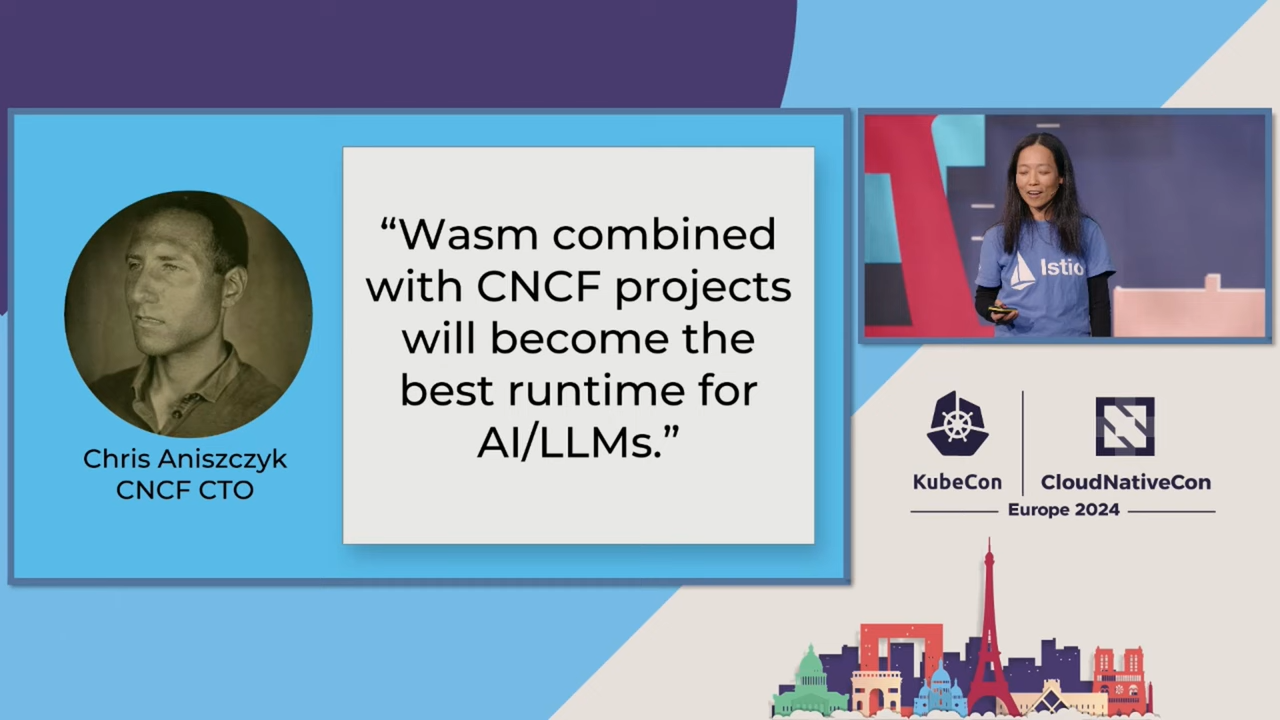 “Wasm combined
with CNCF projects
will become the
best runtime for
AI/LLMs.”
Chris Aniszczyk
CNCF CTO
Istio
KubeCon
CloudNativeCon
Europe 2024